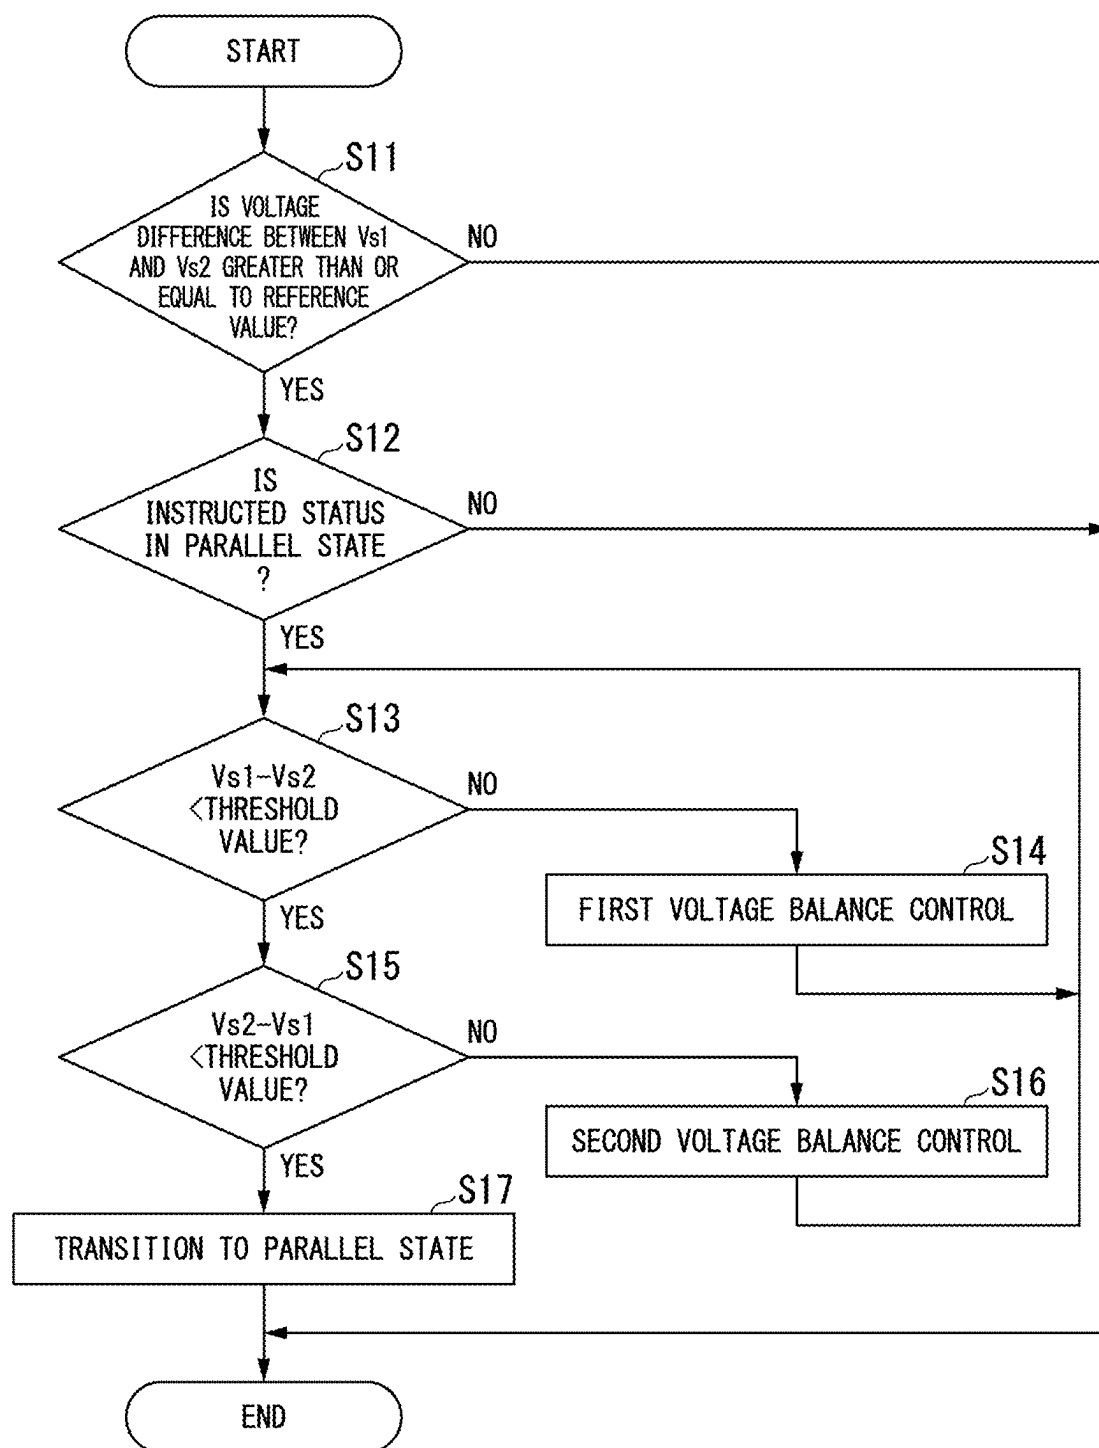 START
S11
IS VOLTAGE
DIFFERENCE BETWEEN Vs1
AND Vs2 GREATER THAN OR
EQUAL TO REFERENCE
VALUE?
NO
YES
S12
IS
INSTRUCTED STATUS
IN PARALLEL STATE
?
NO
YES
S13
Vs1-Vs2
<THRESHOLD
VALUE?
NO
S14
FIRST VOLTAGE BALANCE CONTROL
YES
S15
Vs2-Vs1
<THRESHOLD
VALUE?
NO
S16
SECOND VOLTAGE BALANCE CONTROL
YES
S17
TRANSITION TO PARALLEL STATE
END